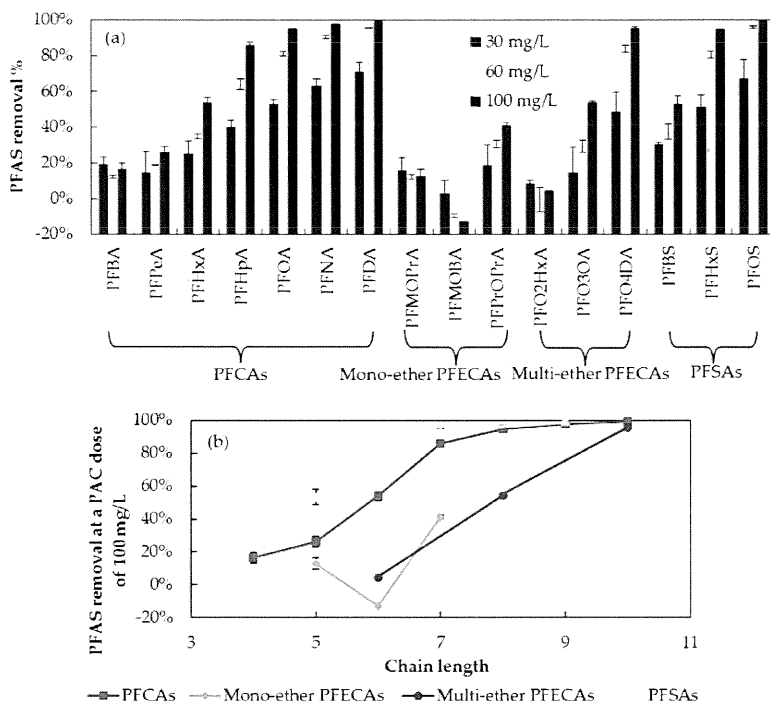 (a)
PFAS removal %
100%
80%
60%
40%
20%
0%
-20%
30 mg/L
60 mg/L
100 mg/L
PFBA
PFPeA
PFHxA
PFHpA
PFOA
PFNA
PFDA
PFMOPrA
PFMOBA
PFPrOPrA
PFO2HxA
PFO3OA
PFO4DA
PFBS
PFHxS
PFOS
PFCAs
Mono-ether PFECAs
Multi-ether PFECAs
PFSAs
(b)
PFAS removal at a PAC dose
of 100 mg/L
100%
80%
60%
40%
20%
0%
-20%
3
5
7
9
11
Chain length
PFCAs
Mono-ether PFECAs
Multi-ether PFECAs
PFSAs